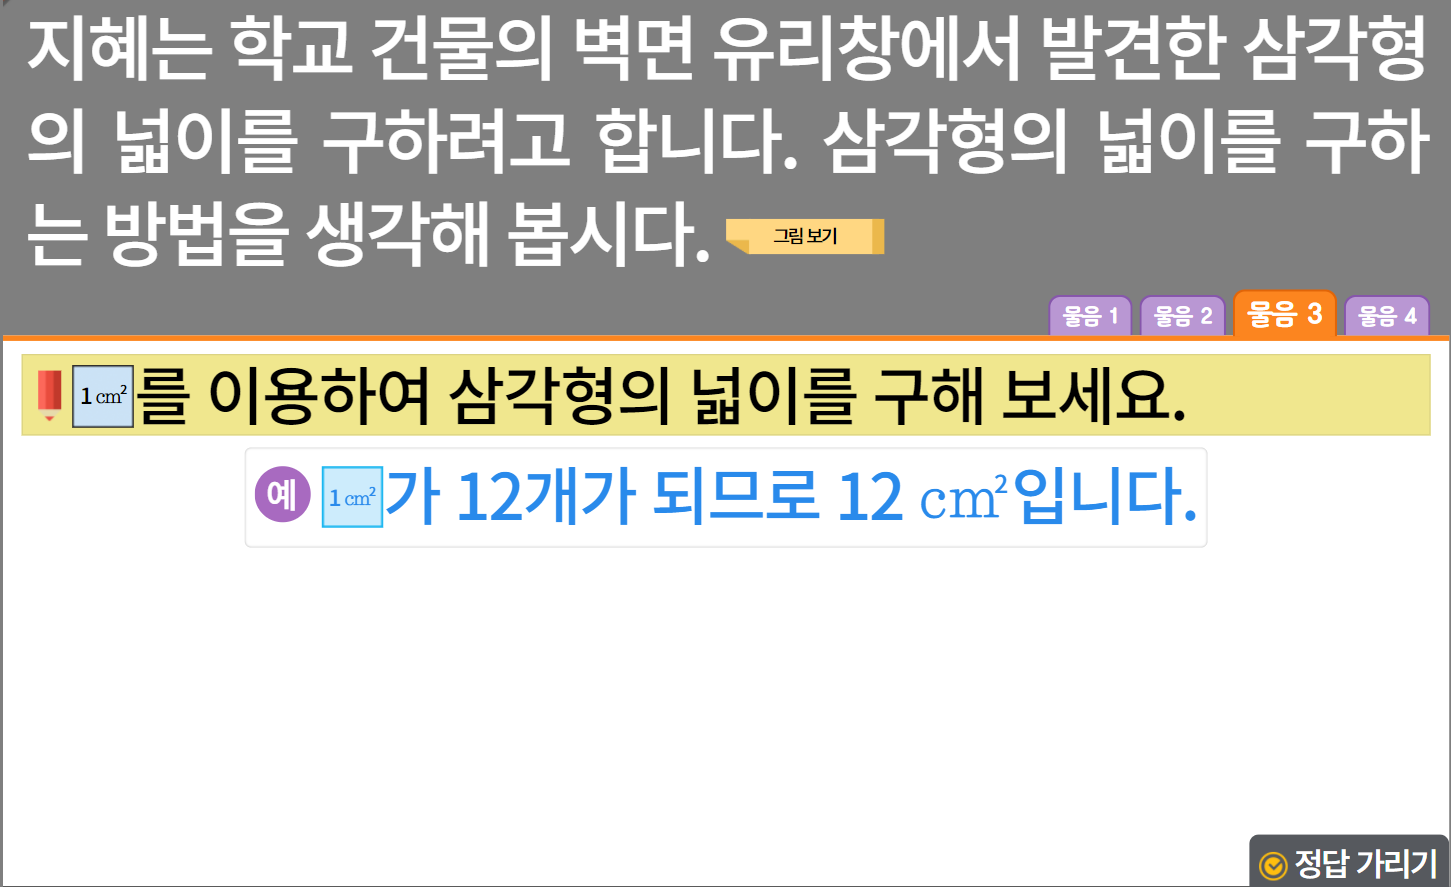 지혜는 학교 건물의 벽면 유리창에서 발견한 삼각형
의 넓이를 구하려고 합니다. 삼각형의 넓이를 구하
는 방법을 생각해 봅시다. 그림 보기
물음 1 물음 2 물음 3 물음 4
1 cm²를 이용하여 삼각형의 넓이를 구해 보세요.
예 1 cm²가 12개가 되므로 12 cm²입니다.
정답 가리기